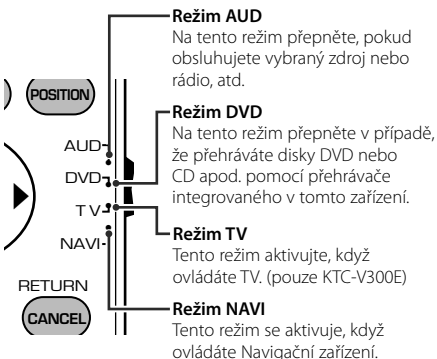 Režim AUD
Na tento režim přepněte, pokud
obsluhujete vybraný zdroj nebo
rádio, atd.
POSITION
Režim DVD
Na tento režim přepněte v případě,
že přehráváte disky DVD nebo
CD apod. pomocí přehrávače
integrovaného v tomto zařízení.
AUD
DVD
TV
NAVI
Režim TV
Tento režim aktivujte, když
ovládáte TV. (pouze KTC-V300E)
RETURN
CANCEL
Režim NAVI
Tento režim se aktivuje, když
ovládáte Navigační zařízení.